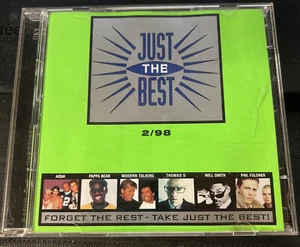 JUST
THE
BEST
2/98
AQUA PAPPA BEAR MODERN TALKING THOMAS D WILL SMITH PHIL FULDNER
FORGET THE REST - TAKE JUST THE BEST!